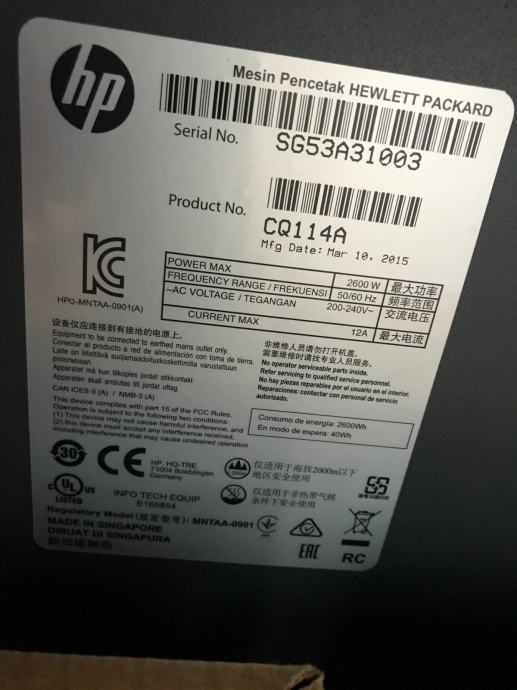 hp
Mesin Pencetak HEWLETT PACKARD
Serial No.
SG53A31003
Product No.
CQ114A
Mfg Date: Mar 10, 2015
HPQ-MNTAA-0901(A)
POWER MAX 2600 W 最大功率
FREQUENCY RANGE / FREKUENSI 50/60 Hz 频率范围
~AC VOLTAGE / TEGANGAN 200-240V~ 交流电压
CURRENT MAX 12A 最大电流
设备仅应连接到有接地的电源上。
Equipment to be connected to earthed mains outlet only.
Conectar el producto a red de alimentación con toma de tierra.
Laite on liitettävä suojamaadoituskoskettimilla varustettuun
pistorasiaan.
Apparatet må kun tilkoples jordet stikkontakt.
Apparaten skall anslutas till jordat uttag.
CAN ICES-3 (A) / NMB-3 (A)
This device complies with part 15 of the FCC Rules.
Operation is subject to the following two conditions:
(1) This device may not cause harmful interference, and
(2) this device must accept any interference received,
including interference that may cause undesired operation
非维修人员请勿打开机盖,
需要维修时请找专业人员服务。
No operator serviceable parts inside.
Refer servicing to qualified service personnel.
No hay piezas reparables por el usuario en el interior.
Reparaciones: contactar con personal de servicio
autorizado.
Consumo de energía: 2600Wh
En modo de espera: 40Wh
30
CE
HP, HQ-TRE
71004 Boeblingen
Germany
仅适用于海拔2000m以下
地区安全使用
c UL US
LISTED
INFO TECH EQUIP
E165854
仅适用于非热带气候
条件下安全使用
Regulatory Model (规定型号): MNTAA-0901
MADE IN SINGAPORE
DIBUAT DI SINGAPURA
新加坡制造
EAC
RC